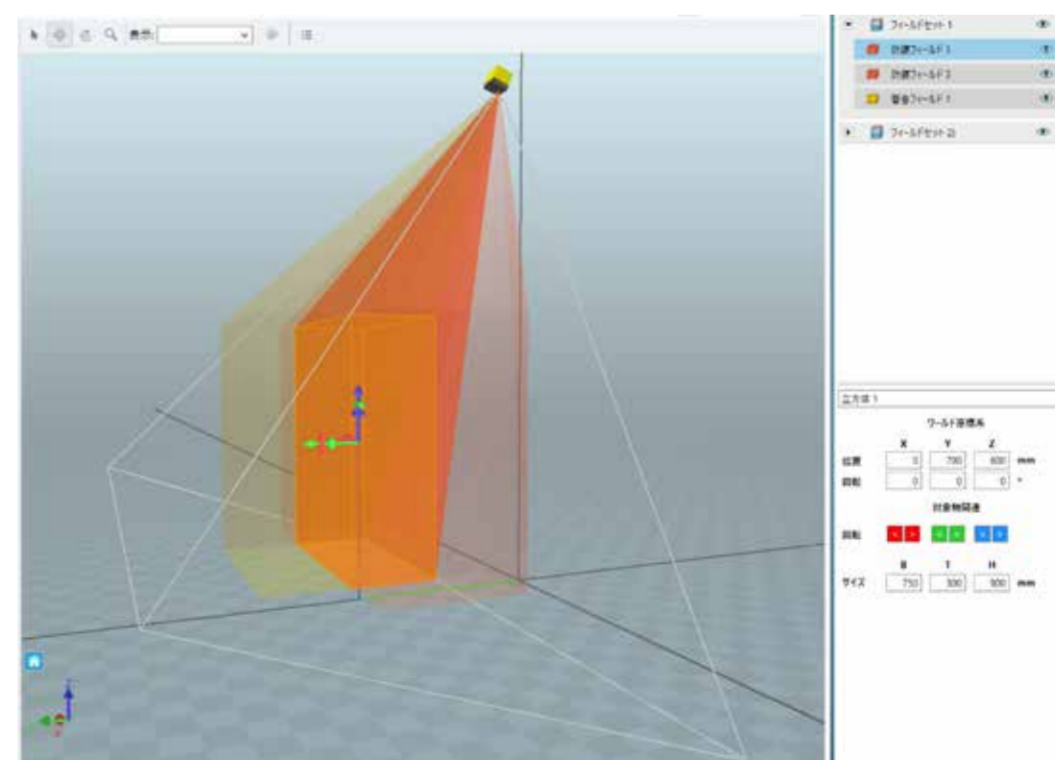 表示:
フィールドセット 1
防護フィールド 1
防護フィールド 2
警告フィールド 1
フィールドセット 2
立方体 1
ワールド座標系
X Y Z
位置 0 700 600 mm
回転 0 0 0 °
対象物関連
回転 < > < > < >
B T H
サイズ 750 300 900 mm